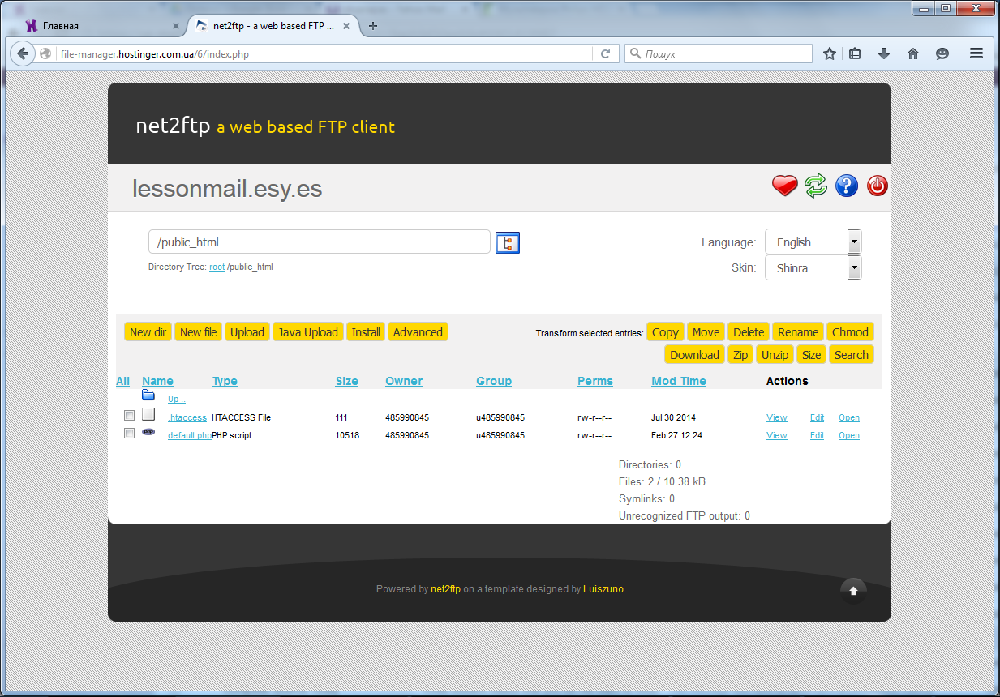 Главная
net2ftp - a web based FTP ...
file-manager.hostinger.com.ua/6/index.php
Пошук
net2ftp a web based FTP client
lessonmail.esy.es
/public_html
Language: English
Directory Tree: root /public_html
Skin: Shinra
New dir New file Upload Java Upload Install Advanced Transform selected entries: Copy Move Delete Rename Chmod
Download Zip Unzip Size Search
All Name Type Size Owner Group Perms Mod Time Actions
Up ..
.htaccess HTACCESS File 111 485990845 u485990845 rw-r--r-- Jul 30 2014 View Edit Open
php default.php PHP script 10518 485990845 u485990845 rw-r--r-- Feb 27 12:24 View Edit Open
Directories: 0
Files: 2 / 10.38 kB
Symlinks: 0
Unrecognized FTP output: 0
Powered by net2ftp on a template designed by Luiszuno